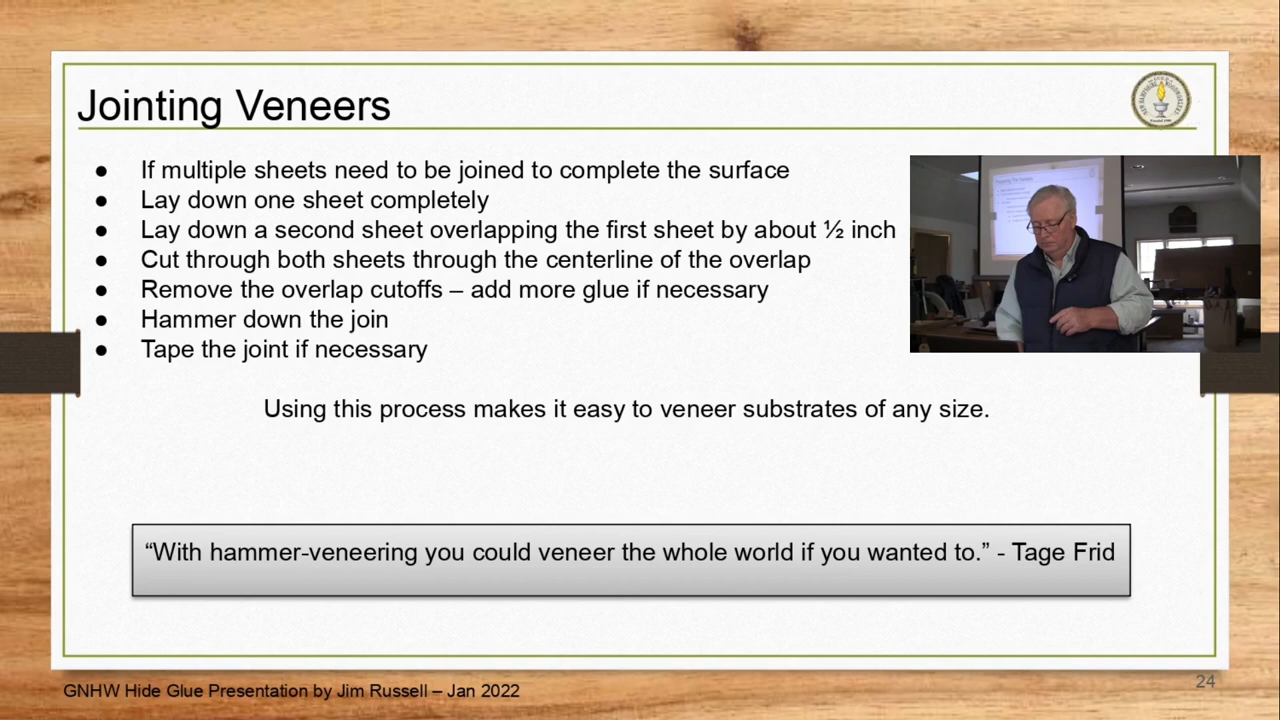 Jointing Veneers
● If multiple sheets need to be joined to complete the surface
● Lay down one sheet completely
● Lay down a second sheet overlapping the first sheet by about ½ inch
● Cut through both sheets through the centerline of the overlap
● Remove the overlap cutoffs – add more glue if necessary
● Hammer down the join
● Tape the joint if necessary
Using this process makes it easy to veneer substrates of any size.
“With hammer-veneering you could veneer the whole world if you wanted to.” - Tage Frid
GNHW Hide Glue Presentation by Jim Russell – Jan 2022
24